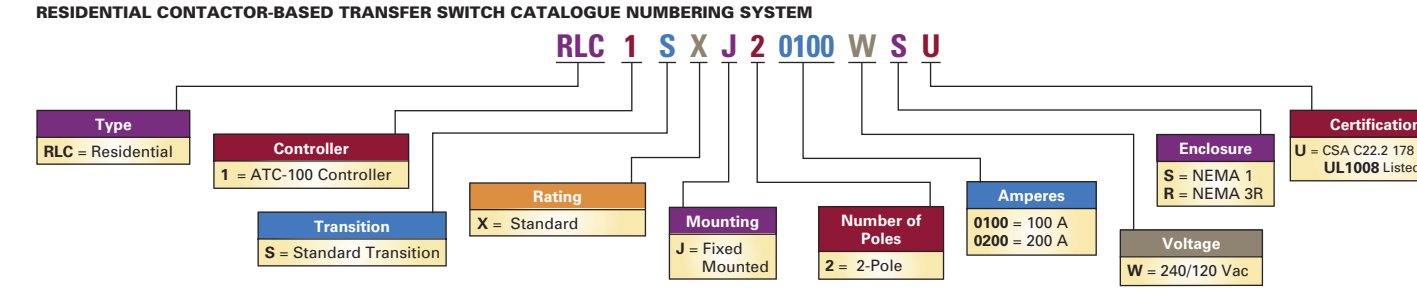 RESIDENTIAL CONTACTOR-BASED TRANSFER SWITCH CATALOGUE NUMBERING SYSTEM
RLC 1 S X J 2 0100 W S U
Type
RLC = Residential
Controller
1 = ATC-100 Controller
Transition
S = Standard Transition
Rating
X = Standard
Mounting
J = Fixed
Mounted
Number of
Poles
2 = 2-Pole
Amperes
0100 = 100 A
0200 = 200 A
Voltage
W = 240/120 Vac
Enclosure
S = NEMA 1
R = NEMA 3R
Certification
U = CSA C22.2 178
UL1008 Listed